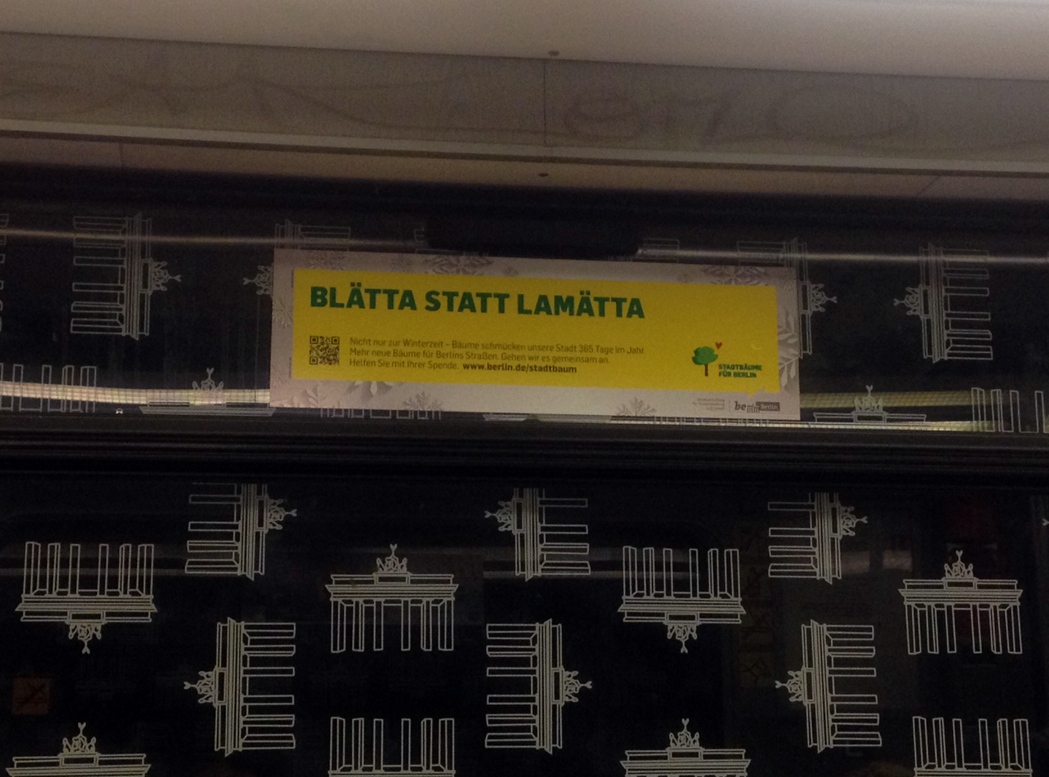 BLÄTTA STATT LAMÄTTA
Nicht nur zur Winterzeit – Bäume schmücken unsere Stadt 365 Tage im Jahr.
Mehr neue Bäume für Berlins Straßen. Gehen wir es gemeinsam an.
Helfen Sie mit Ihrer Spende. www.berlin.de/stadtbaum
STADTBÄUME
FÜR BERLIN
be Berlin